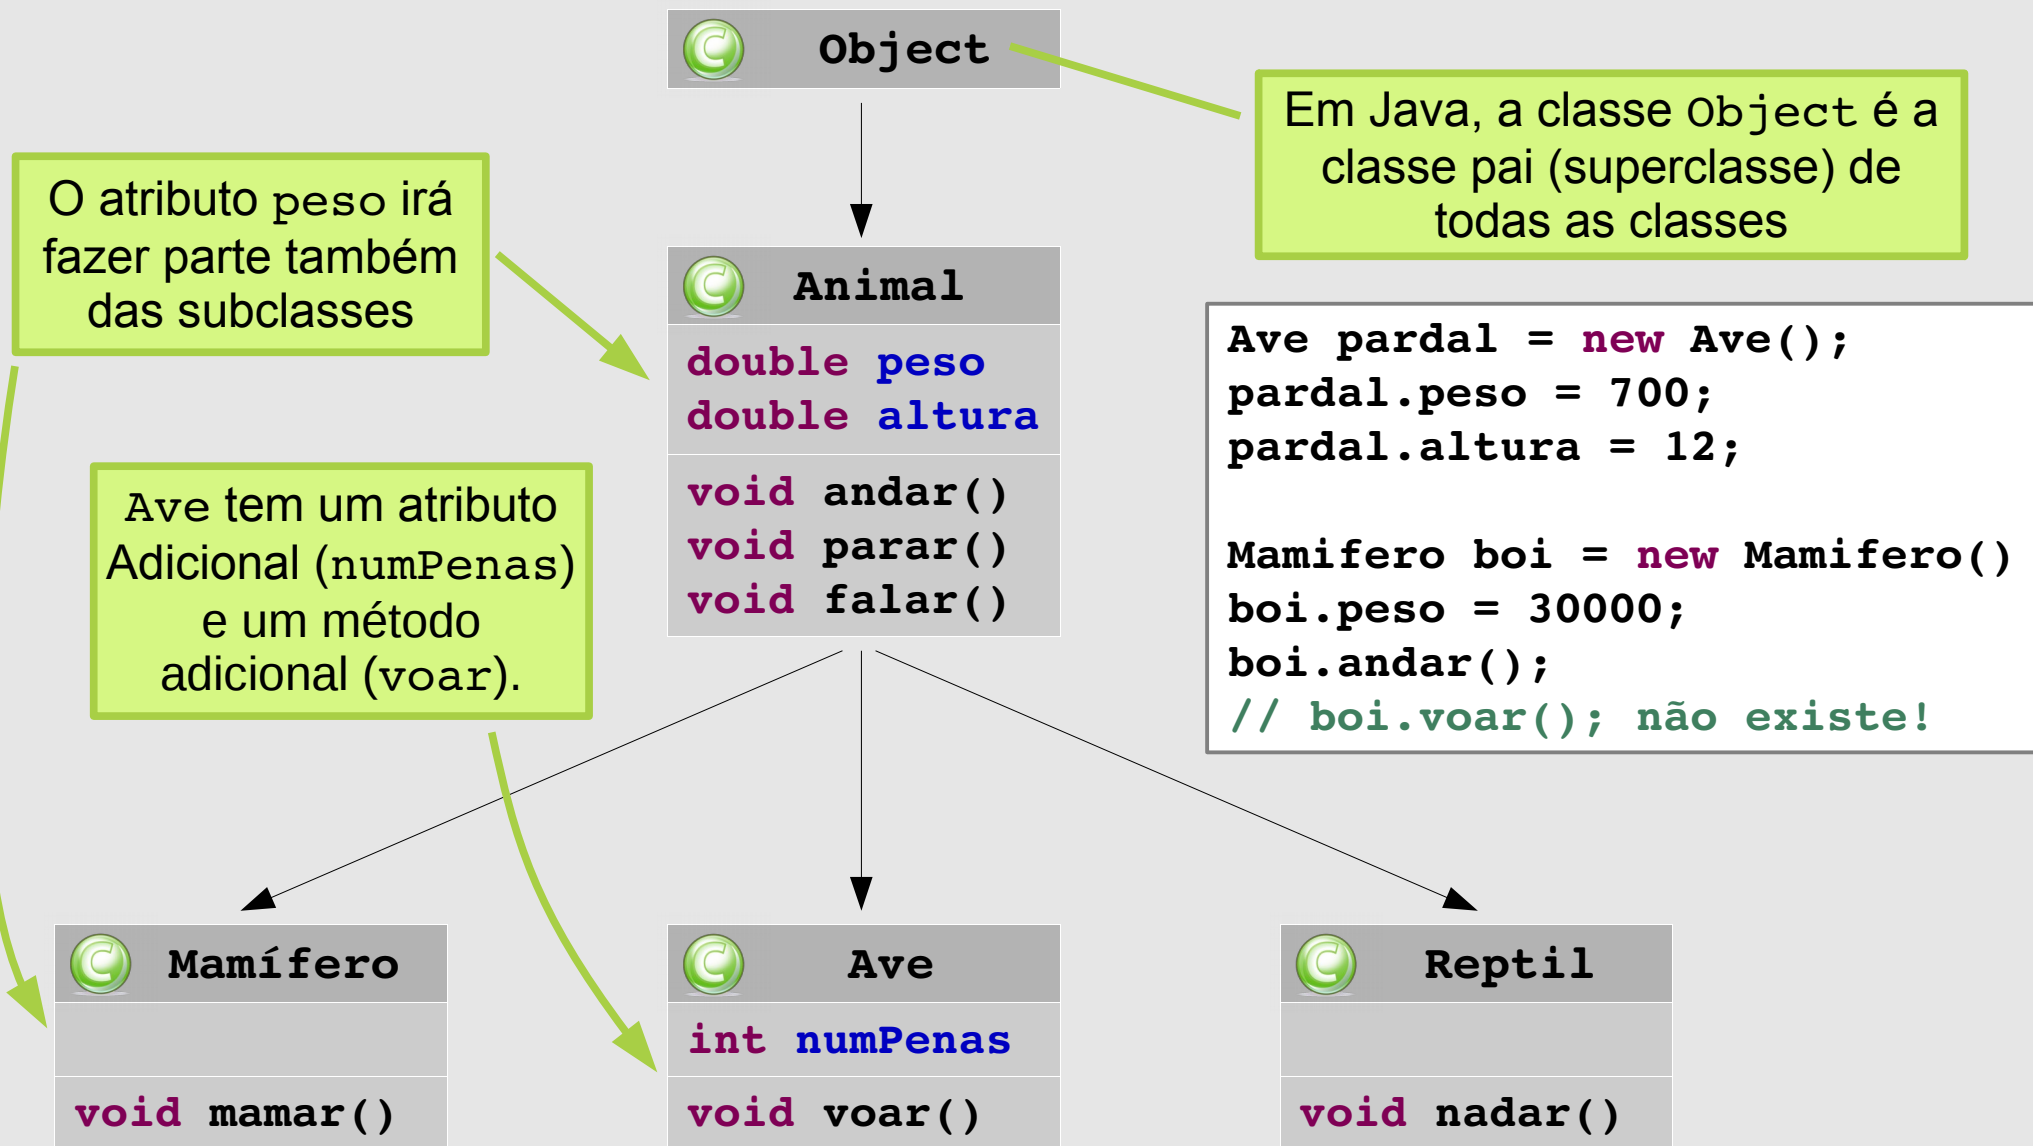 Object
Em Java, a classe Object é a
classe pai (superclasse) de
todas as classes
O atributo peso irá
fazer parte também
das subclasses
Animal
double peso
double altura
void andar()
void parar()
void falar()
Ave pardal = new Ave();
pardal.peso = 700;
pardal.altura = 12;
Mamifero boi = new Mamifero()
boi.peso = 30000;
boi.andar();
// boi.voar(); não existe!
Ave tem um atributo
Adicional (numPenas)
e um método
adicional (voar).
Mamífero
void mamar()
Ave
int numPenas
void voar()
Reptil
void nadar()